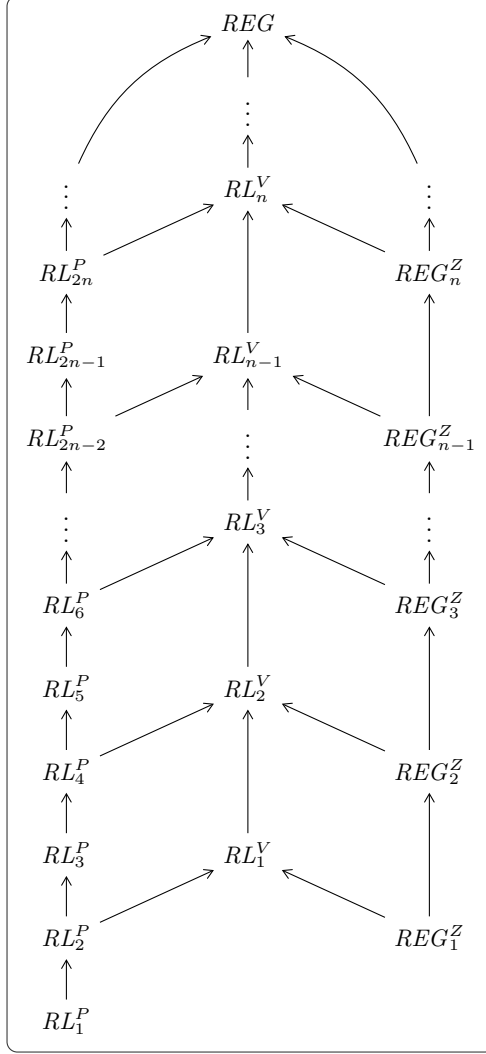 REG
⋮
⋮ RL_n^V ⋮
RL_{2n}^P REG_n^Z
RL_{2n-1}^P RL_{n-1}^V
RL_{2n-2}^P REG_{n-1}^Z
⋮
⋮ RL_3^V ⋮
RL_6^P REG_3^Z
RL_5^P RL_2^V
RL_4^P REG_2^Z
RL_3^P RL_1^V
RL_2^P REG_1^Z
RL_1^P